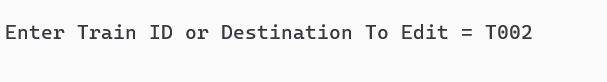 Enter Train ID or Destination To Edit = T002